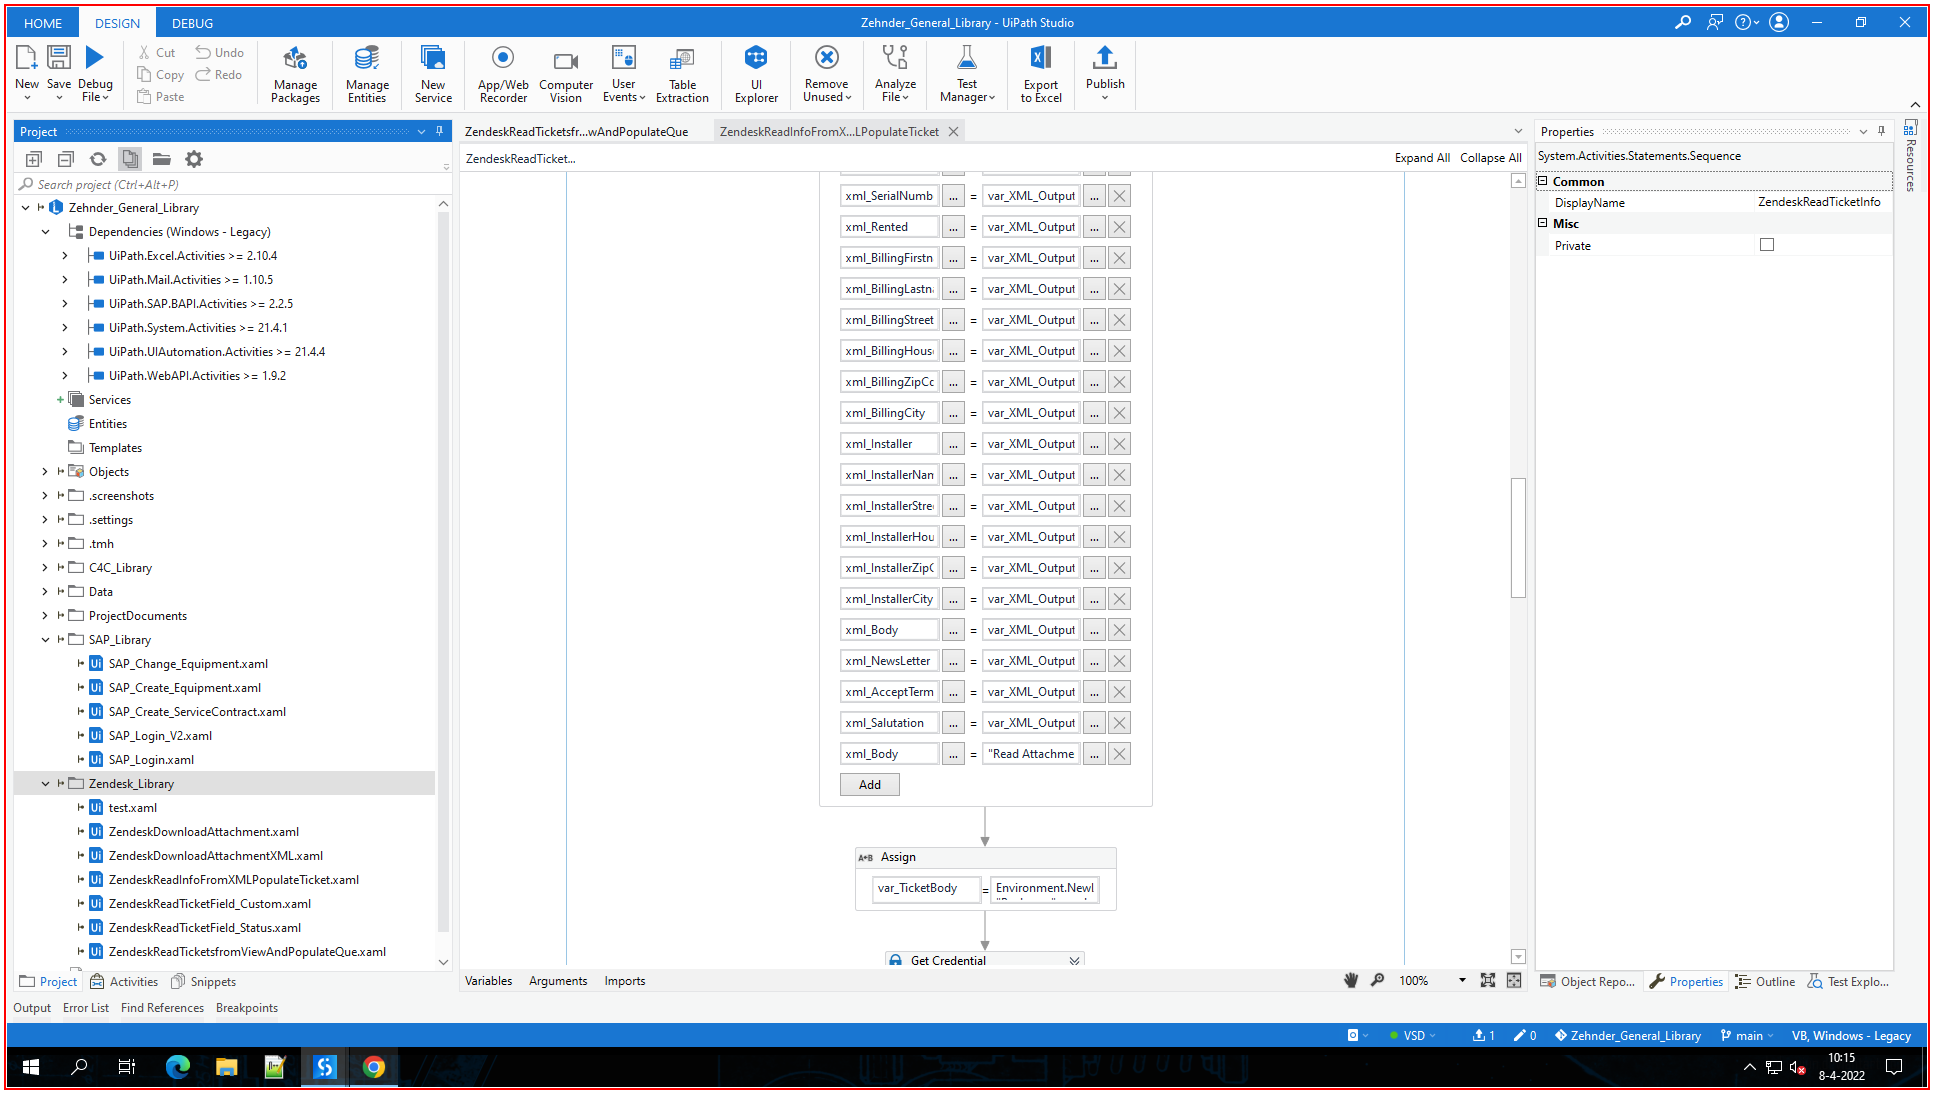 HOME DESIGN DEBUG Zehnder_General_Library - UiPath Studio
New Save Debug File Cut Copy Paste Undo Redo Manage Packages Manage Entities New Service App/Web Recorder Computer Vision User Events Table Extraction UI Explorer Remove Unused Analyze File Test Manager Export to Excel Publish
Project
Search project (Ctrl+Alt+P)
Zehnder_General_Library
Dependencies (Windows - Legacy)
UiPath.Excel.Activities >= 2.10.4
UiPath.Mail.Activities >= 1.10.5
UiPath.SAP.BAPI.Activities >= 2.2.5
UiPath.System.Activities >= 21.4.1
UiPath.UIAutomation.Activities >= 21.4.4
UiPath.WebAPI.Activities >= 1.9.2
Services
Entities
Templates
Objects
.screenshots
.settings
.tmh
C4C_Library
Data
ProjectDocuments
SAP_Library
SAP_Change_Equipment.xaml
SAP_Create_Equipment.xaml
SAP_Create_ServiceContract.xaml
SAP_Login_V2.xaml
SAP_Login.xaml
Zendesk_Library
test.xaml
ZendeskDownloadAttachment.xaml
ZendeskDownloadAttachmentXML.xaml
ZendeskReadInfoFromXMLPopulateTicket.xaml
ZendeskReadTicketField_Custom.xaml
ZendeskReadTicketField_Status.xaml
ZendeskReadTicketsfromViewAndPopulateQue.xaml
Project Activities Snippets
ZendeskReadTicketsfr...wAndPopulateQue ZendeskReadInfoFromX...LPopulateTicket
ZendeskReadTicket... Expand All Collapse All
xml_SerialNumb ... = var_XML_Output ...
xml_Rented ... = var_XML_Output ...
xml_BillingFirstn ... = var_XML_Output ...
xml_BillingLastn ... = var_XML_Output ...
xml_BillingStreet ... = var_XML_Output ...
xml_BillingHous ... = var_XML_Output ...
xml_BillingZipCo ... = var_XML_Output ...
xml_BillingCity ... = var_XML_Output ...
xml_Installer ... = var_XML_Output ...
xml_InstallerNam ... = var_XML_Output ...
xml_InstallerStre ... = var_XML_Output ...
xml_InstallerHou ... = var_XML_Output ...
xml_InstallerZipC ... = var_XML_Output ...
xml_InstallerCity ... = var_XML_Output ...
xml_Body ... = var_XML_Output ...
xml_NewsLetter ... = var_XML_Output ...
xml_AcceptTerm ... = var_XML_Output ...
xml_Salutation ... = var_XML_Output ...
xml_Body ... = "Read Attachme ...
Add
A+B Assign
var_TicketBody = Environment.Newl
Get Credential
Variables Arguments Imports 100%
Properties
System.Activities.Statements.Sequence
Common
DisplayName ZendeskReadTicketInfo
Misc
Private
Resources
Object Repo... Properties Outline Test Explo...
Output Error List Find References Breakpoints
VSD 1 0 Zehnder_General_Library main VB, Windows - Legacy
10:15
8-4-2022